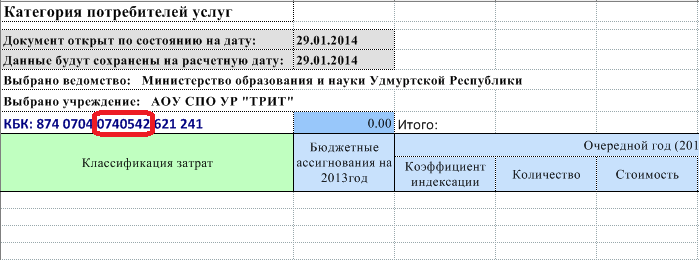 Категория потребителей услуг
Документ открыт по состоянию на дату: 29.01.2014
Данные будут сохранены на расчетную дату: 29.01.2014
Выбрано ведомство: Министерство образования и науки Удмуртской Республики
Выбрано учреждение: АОУ СПО УР "ТРИТ"
КБК: 874 0704 0740542 621 241 0.00 Итого:
Классификация затрат
Бюджетные
ассигнования на
2013год
Очередной год (201
Коэффициент
индексации
Количество
Стоимость